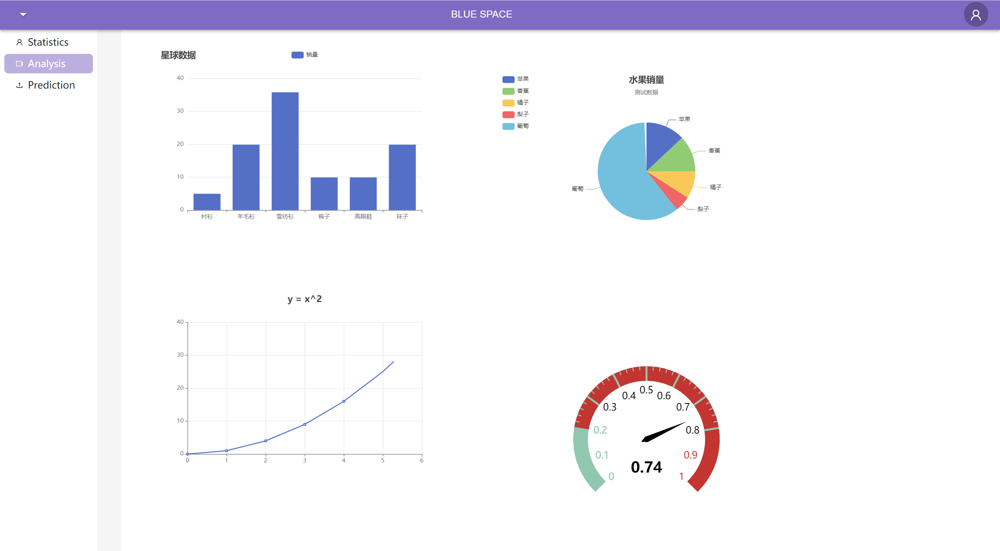 BLUE SPACE
Statistics
Analysis
Prediction
星球数据
销量
40
30
20
10
0
衬衫 羊毛衫 雪纺衫 裤子 高跟鞋 袜子
苹果
香蕉
橘子
梨子
葡萄
水果销量
测试数据
苹果
香蕉
橘子
梨子
葡萄
y = x^2
40
30
20
10
0
0 1 2 3 4 5 6
0
0.1
0.2
0.3
0.4
0.5
0.6
0.7
0.8
0.9
1
0.74